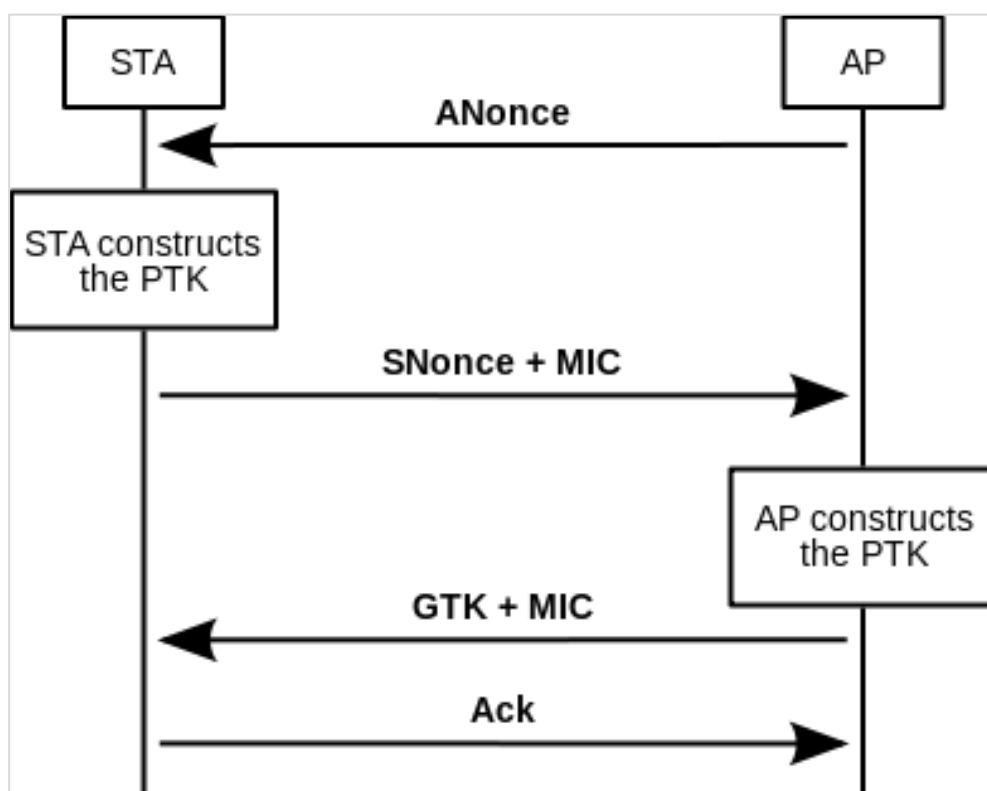 STA
AP
ANonce
STA constructs
the PTK
SNonce + MIC
AP constructs
the PTK
GTK + MIC
Ack